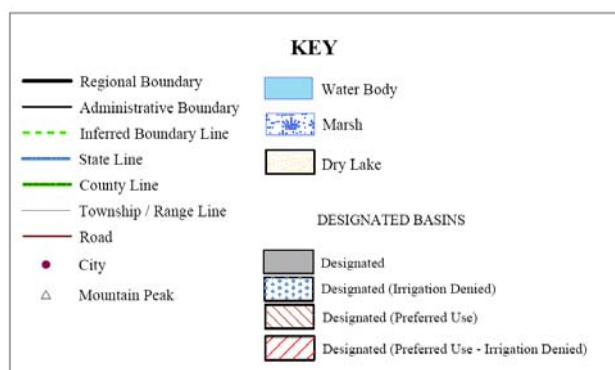 KEY
Regional Boundary
Administrative Boundary
Inferred Boundary Line
State Line
County Line
Township / Range Line
Road
City
Mountain Peak
Water Body
Marsh
Dry Lake
DESIGNATED BASINS
Designated
Designated (Irrigation Denied)
Designated (Preferred Use)
Designated (Preferred Use - Irrigation Denied)